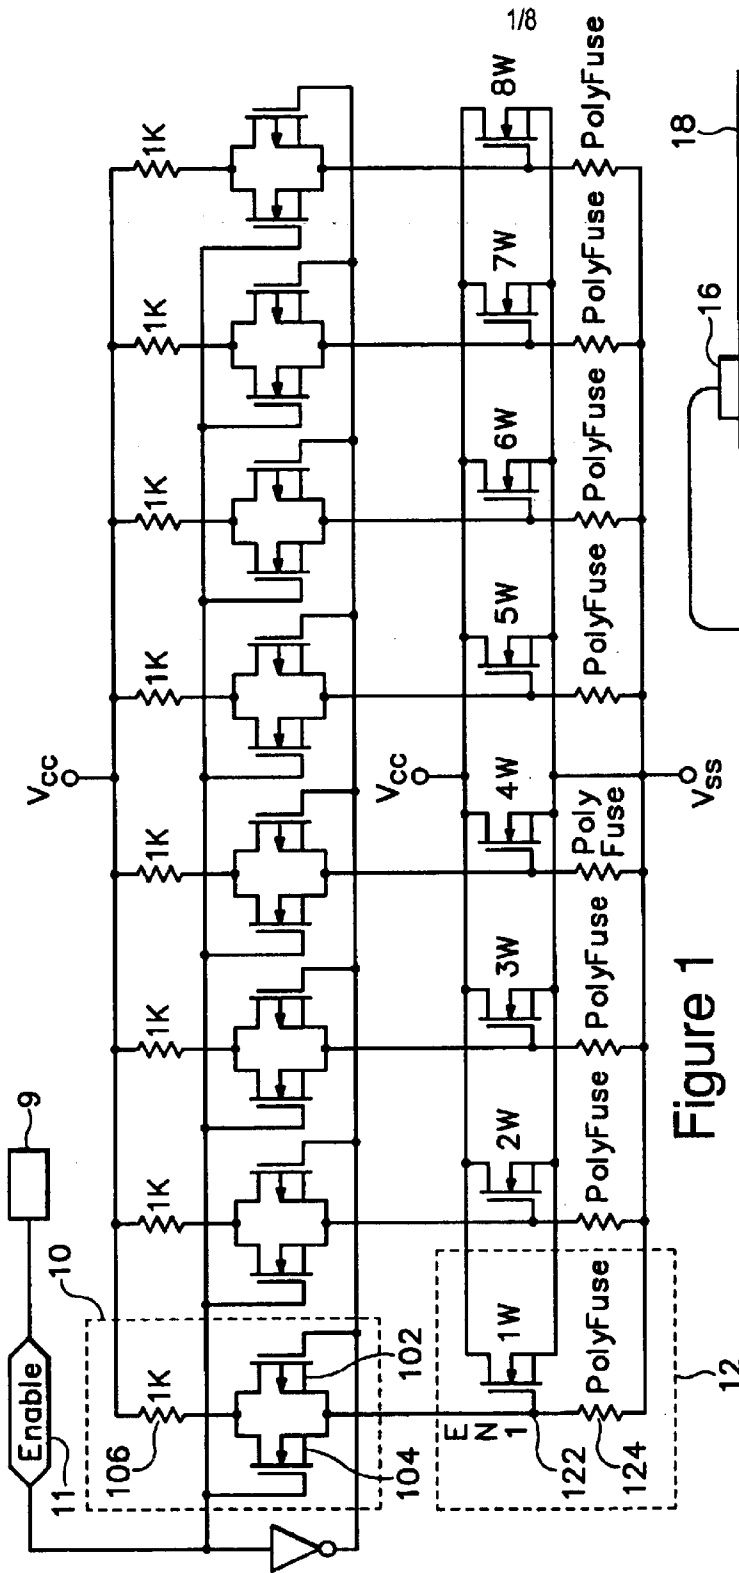 1/8
9
Enable
11
10
Vcc
1K
1K
1K
1K
1K
1K
1K
1K
106
104
102
Vcc
EN1
1W
2W
3W
4W
5W
6W
7W
8W
122
124
PolyFuse
PolyFuse
PolyFuse
Poly
Fuse
PolyFuse
PolyFuse
PolyFuse
PolyFuse
Vss
12
Figure 1
16
18